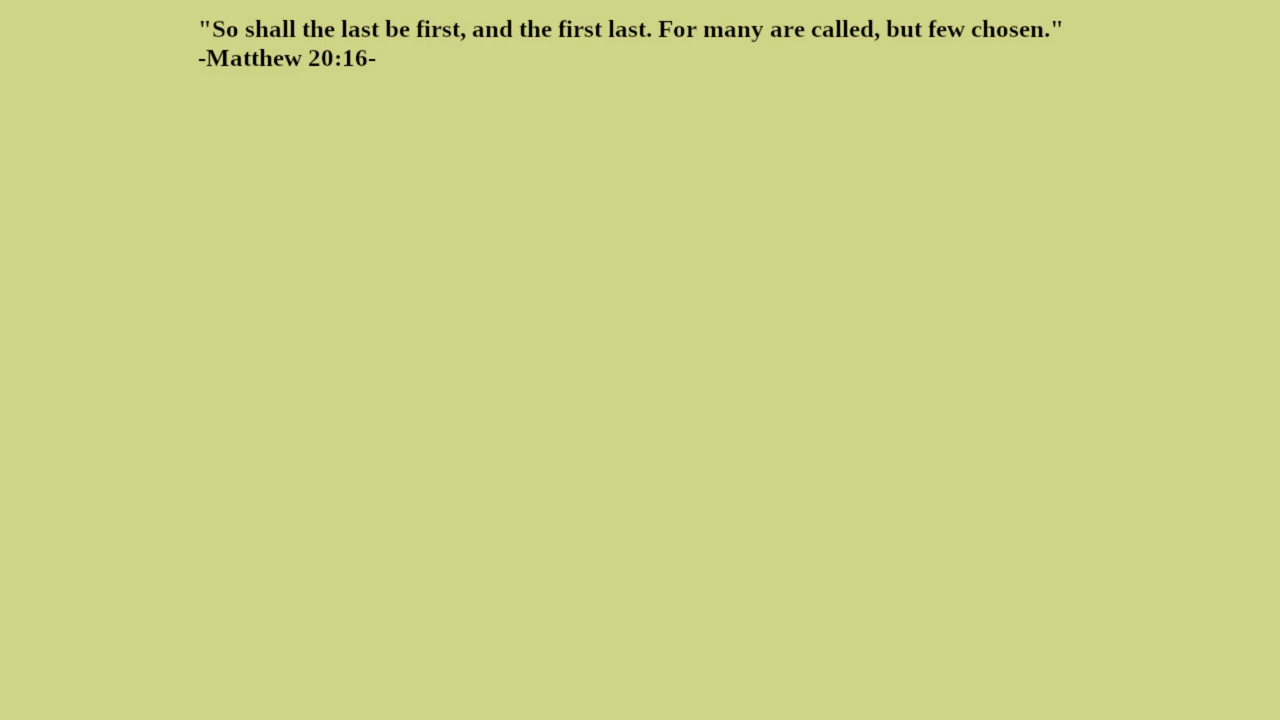 "So shall the last be first, and the first last. For many are called, but few chosen."
-Matthew 20:16-